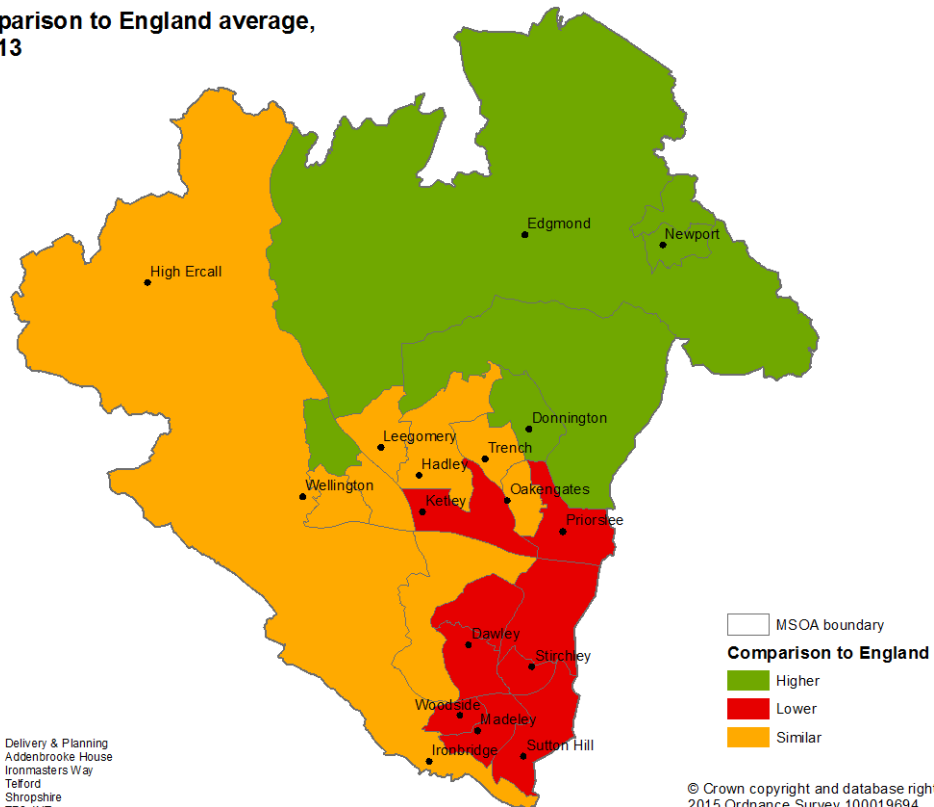 parison to England average,
13
Edgmond
Newport
High Ercall
Donnington
Leegomery
Trench
Hadley
Wellington
Oakengates
Ketley
Priorslee
Dawley
Stirchley
Woodside
Madeley
Ironbridge
Sutton Hill
MSOA boundary
Comparison to England
Higher
Lower
Similar
Delivery & Planning
Addenbrooke House
Ironmasters Way
Telford
Shropshire
© Crown copyright and database right
2015 Ordnance Survey 100019694